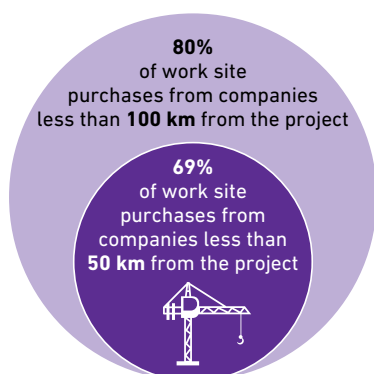 80%
of work site
purchases from companies
less than 100 km from the project
69%
of work site
purchases from
companies less than
50 km from the project